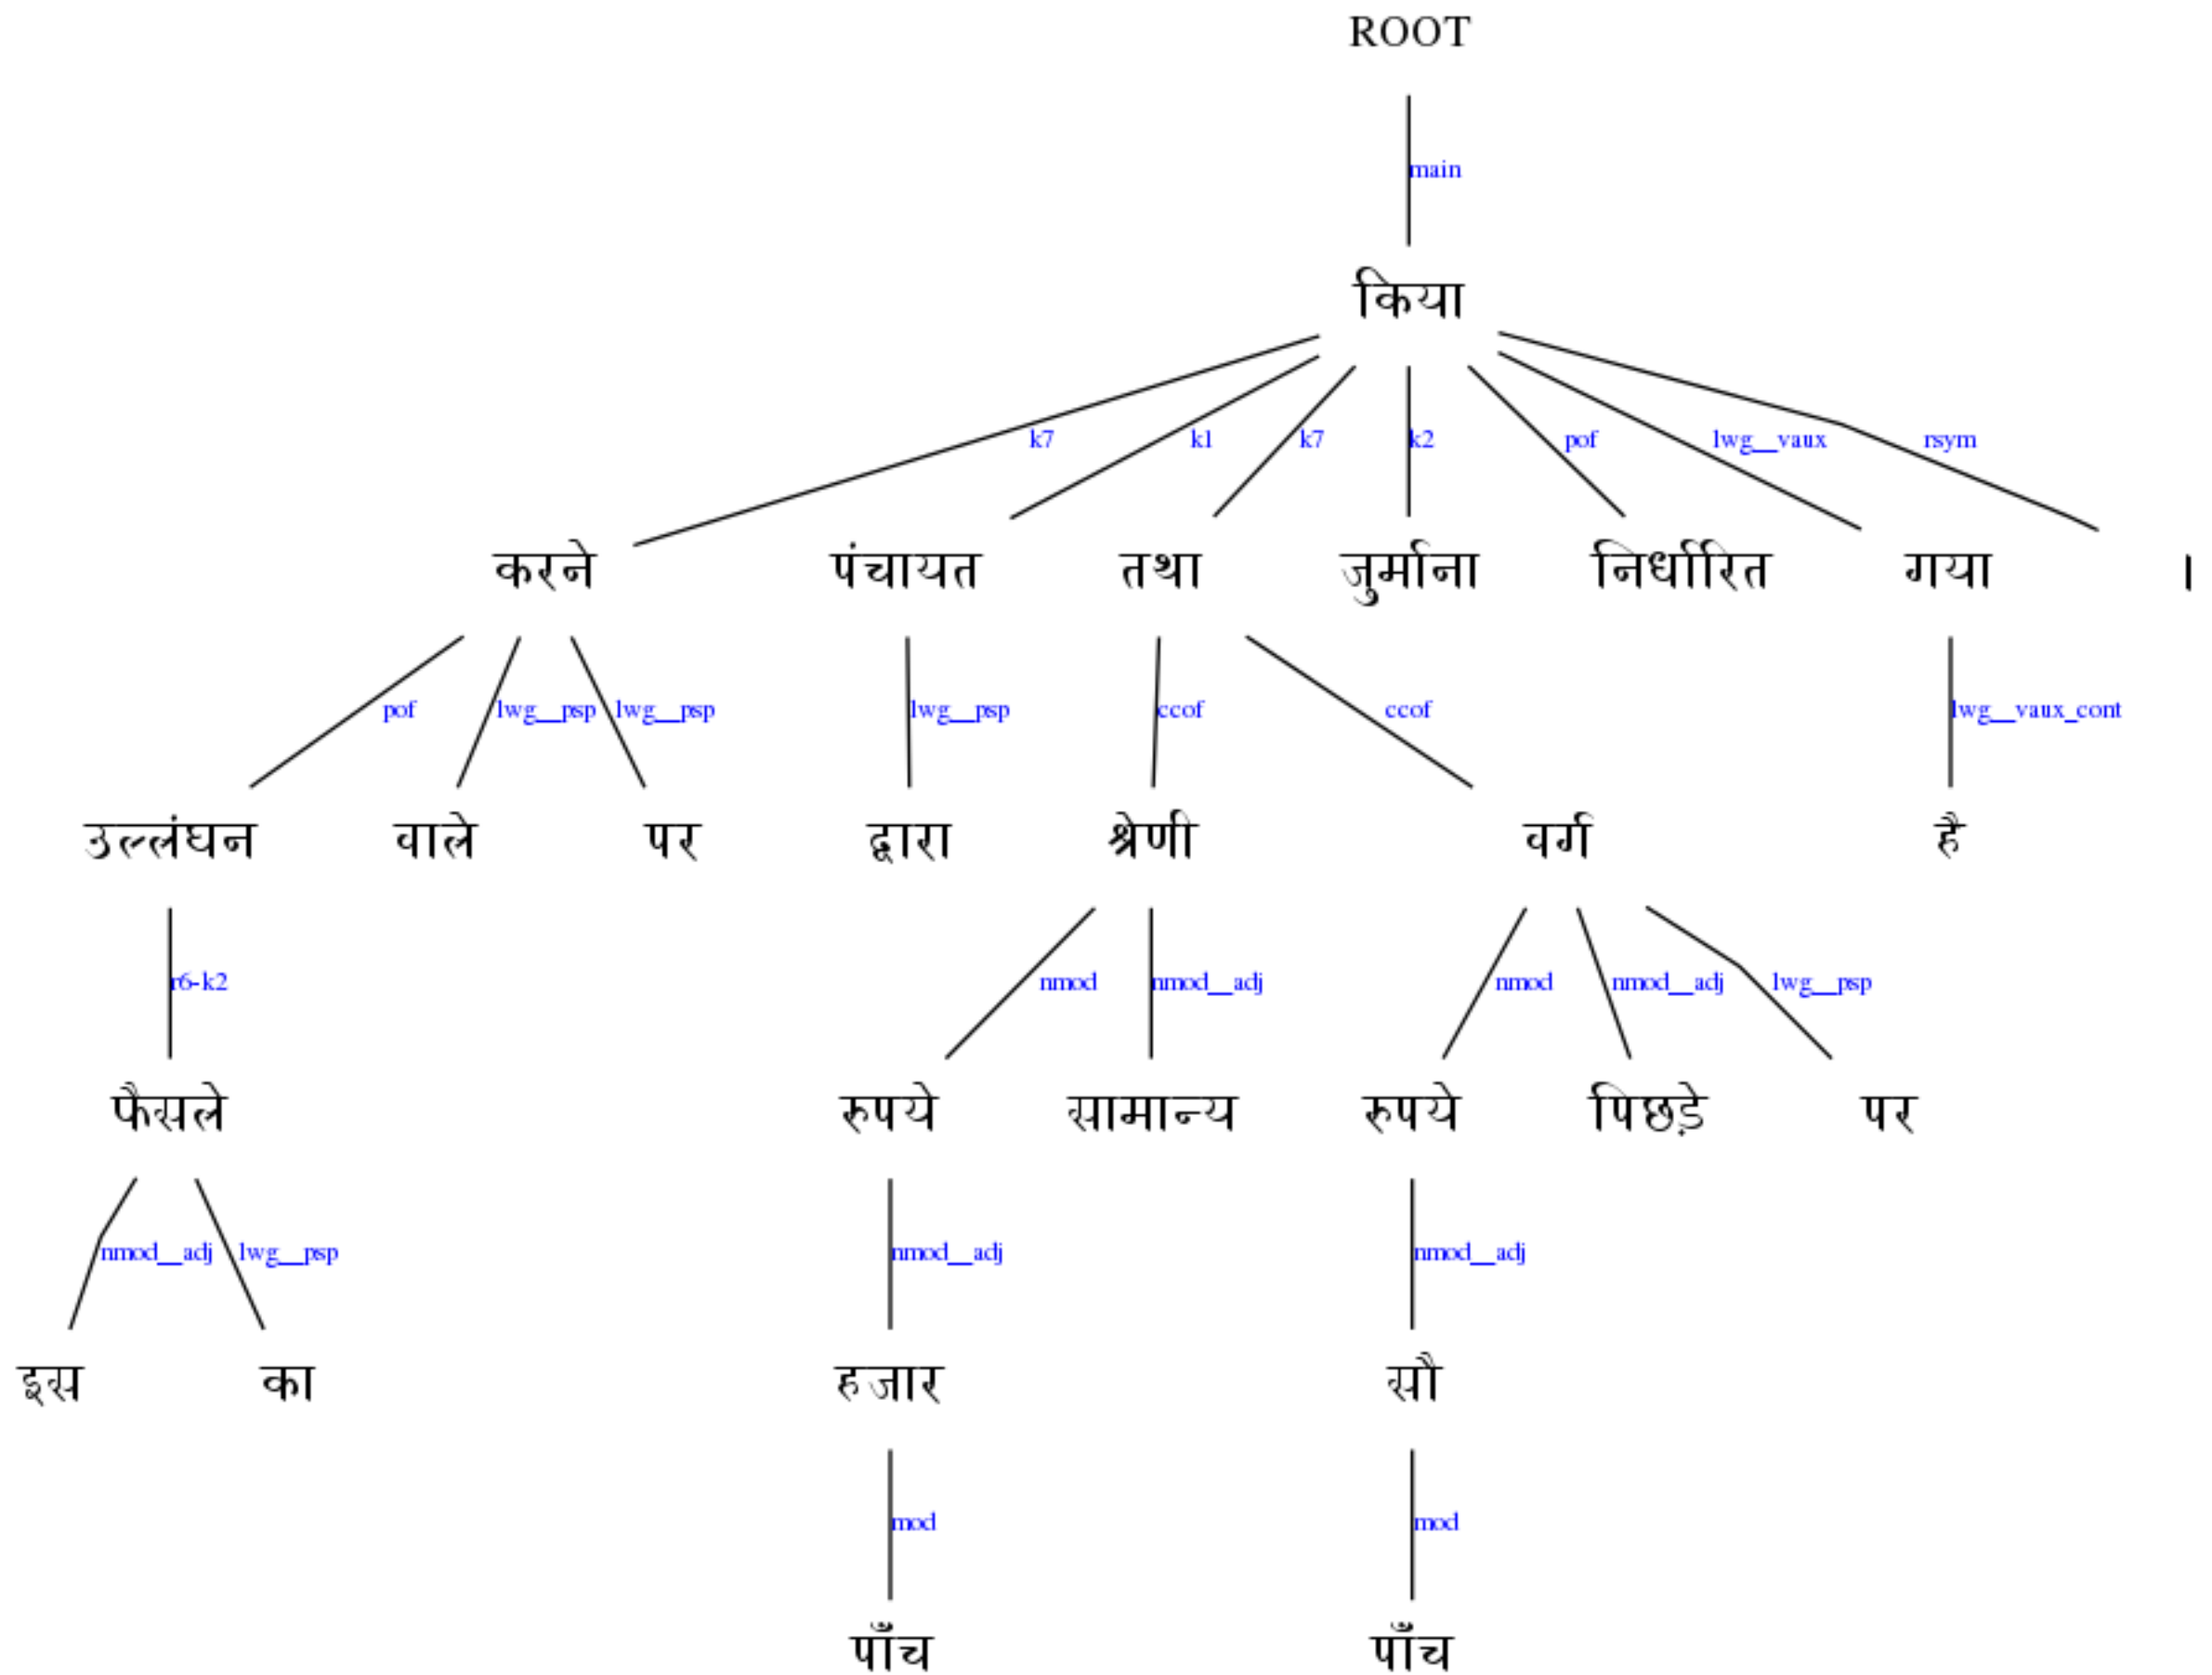 ROOT
main
किया
k7 k1 k7 k2 pof lwg__vaux rsym
करने पंचायत तथा जुर्माना निर्धारित गया ।
pof lwg__psp lwg__psp lwg__psp ccof ccof lwg__vaux_cont
उल्लंघन वाले पर द्वारा श्रेणी वर्ग है
r6-k2 nmod nmod__adj nmod nmod__adj lwg__psp
फैसले रुपये सामान्य रुपये पिछड़े पर
nmod__adj lwg__psp nmod__adj nmod__adj
इस का हजार सौ
mod mod
पाँच पाँच